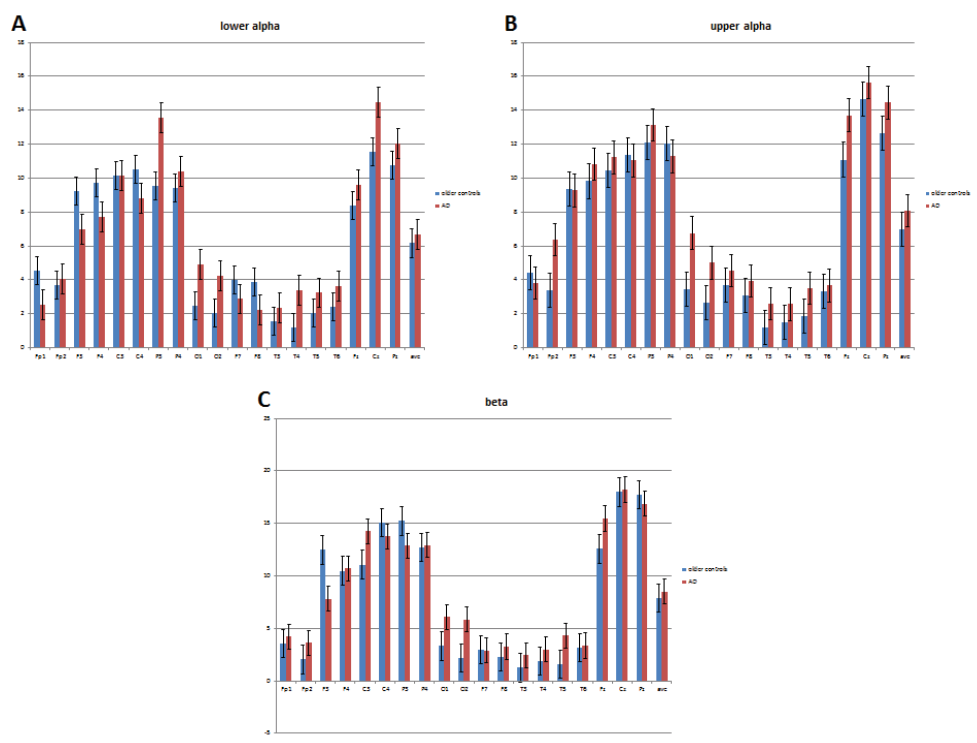 A
lower alpha
18
16
14
12
10
8
6
4
2
0
Fp1 Fp2 F3 F4 C3 C4 P3 P4 O1 O2 F7 F8 T3 T4 T5 T6 Fz Cz Pz avc
older controls
AD
B
upper alpha
18
16
14
12
10
8
6
4
2
0
Fp1 Fp2 F3 F4 C3 C4 P3 P4 O1 O2 F7 F8 T3 T4 T5 T6 Fz Cz Pz avc
older controls
AD
C
beta
25
20
15
10
5
0
-5
Fp1 Fp2 F3 F4 C3 C4 P3 P4 O1 O2 F7 F8 T3 T4 T5 T6 Fz Cz Pz avc
older controls
AD